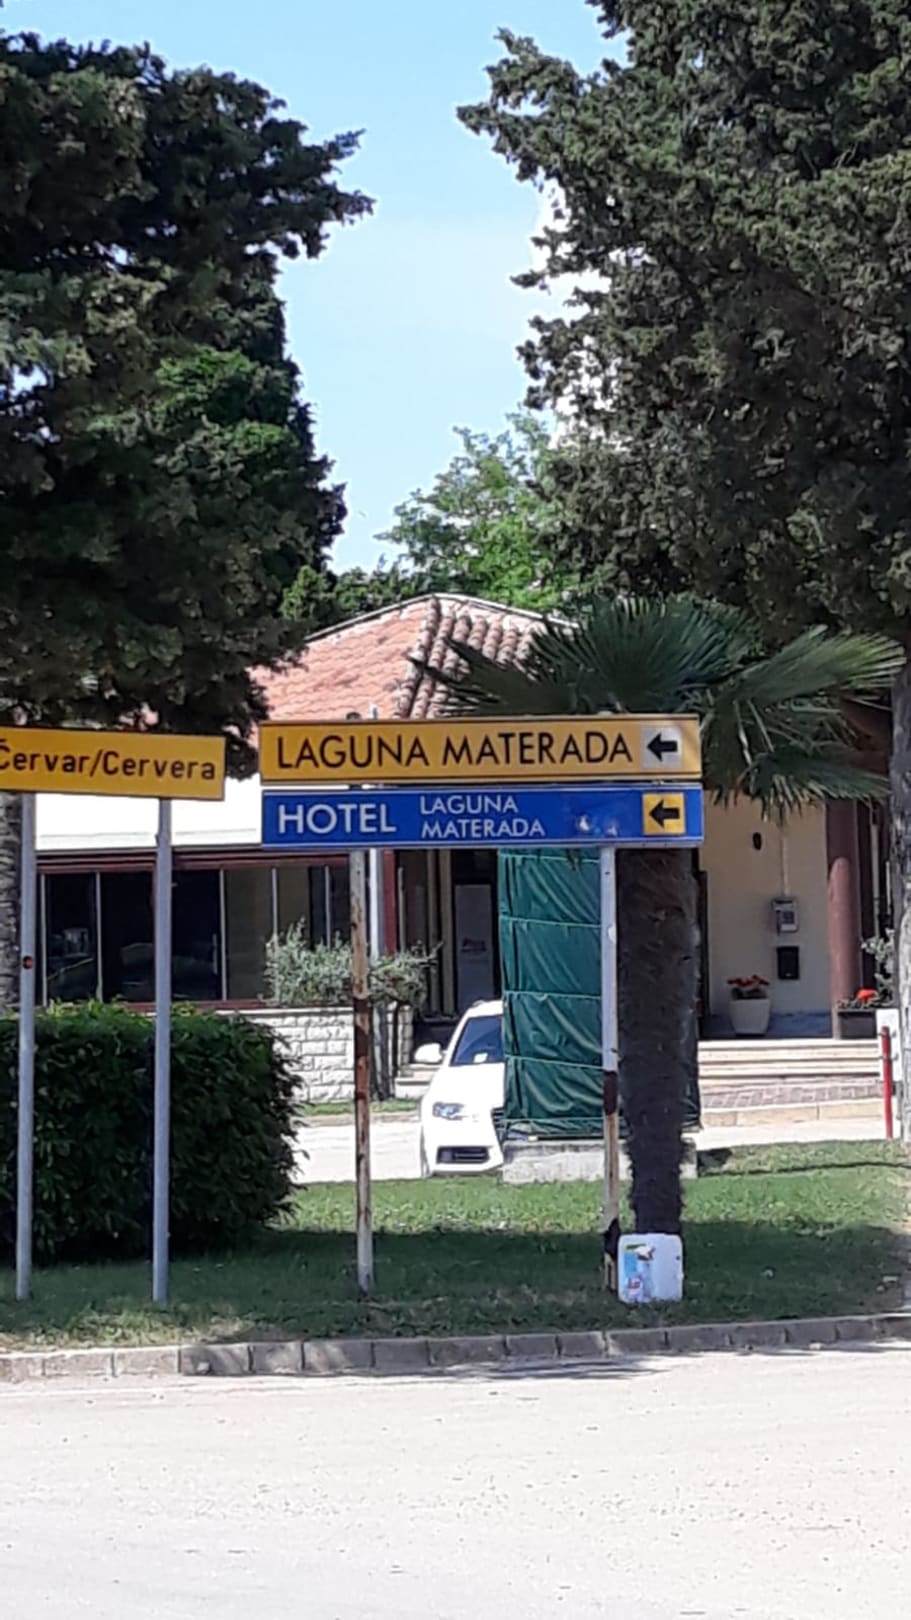 Červar/Cervera
LAGUNA MATERADA
HOTEL LAGUNA
MATERADA